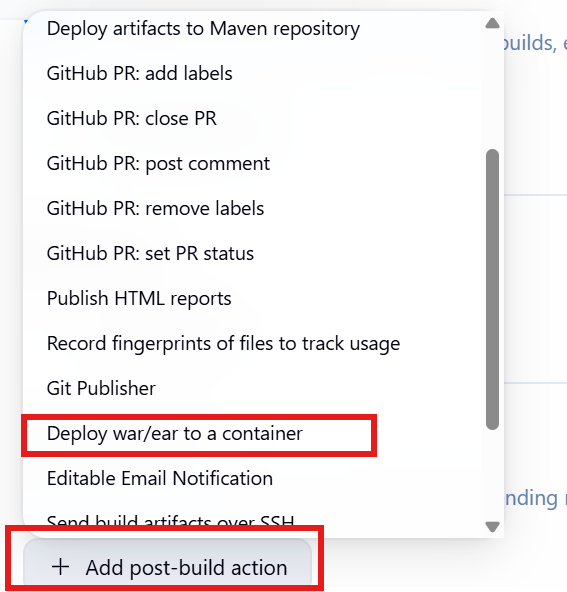 Deploy artifacts to Maven repository
builds, e
GitHub PR: add labels
GitHub PR: close PR
GitHub PR: post comment
GitHub PR: remove labels
GitHub PR: set PR status
Publish HTML reports
Record fingerprints of files to track usage
Git Publisher
Deploy war/ear to a container
Editable Email Notification
nding
Send build artifacts over SSH
+ Add post-build action